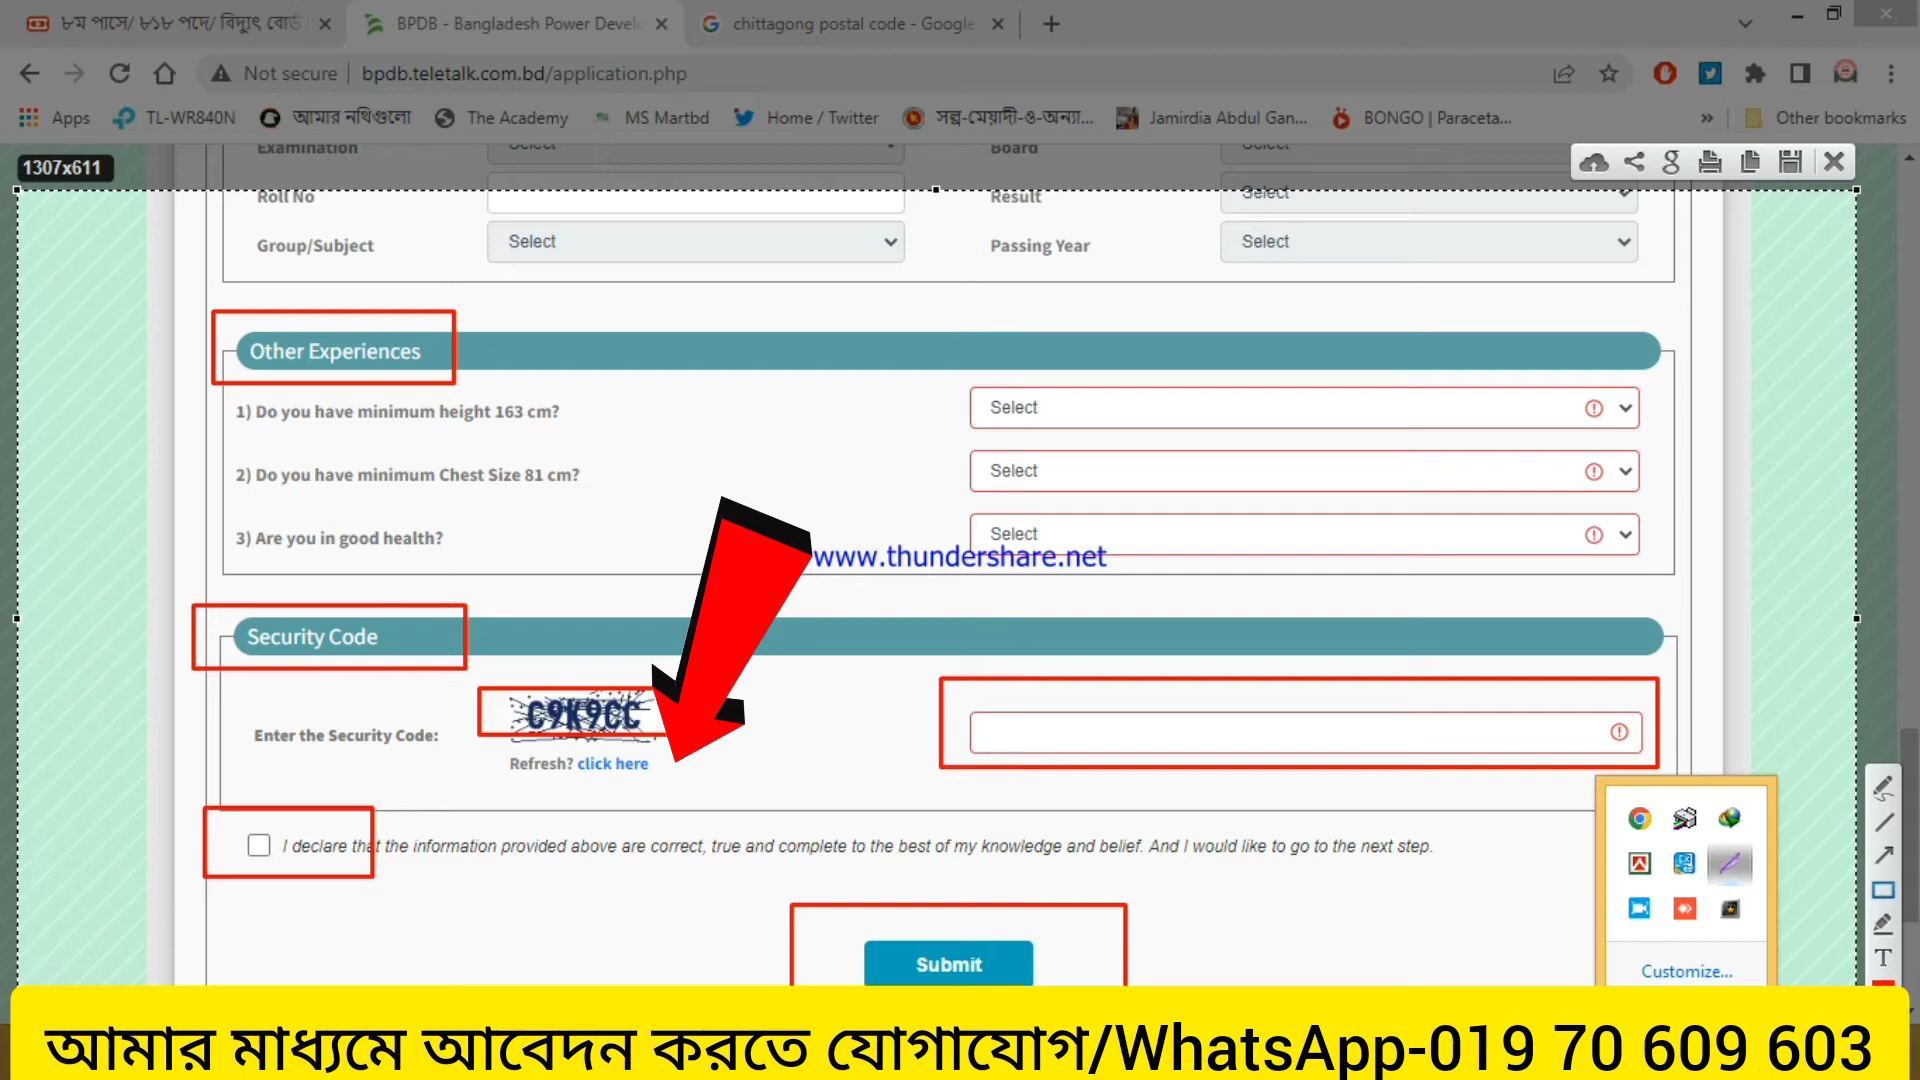 ৮ম পাসে/ ৮১৮ পদে/ বিদ্যুৎ বোর্ড
BPDB - Bangladesh Power Devel
chittagong postal code - Google
Not secure
bpdb.teletalk.com.bd/application.php
Apps
TL-WR840N
আমার নথিগুলো
The Academy
MS Martbd
Home / Twitter
সল্প-মেয়াদী-ও-অন্যা...
Jamirdia Abdul Gan...
BONGO | Paraceta...
»
Other bookmarks
1307x611
Examination
Select
Board
Select
Roll No
Result
Select
Group/Subject
Select
Passing Year
Select
Other Experiences
1) Do you have minimum height 163 cm?
Select
2) Do you have minimum Chest Size 81 cm?
Select
3) Are you in good health?
Select
www.thundershare.net
Security Code
Enter the Security Code:
C9K9CC
Refresh? click here
I declare that the information provided above are correct, true and complete to the best of my knowledge and belief. And I would like to go to the next step.
Submit
Customize...
আমার মাধ্যমে আবেদন করতে যোগাযোগ/WhatsApp-019 70 609 603